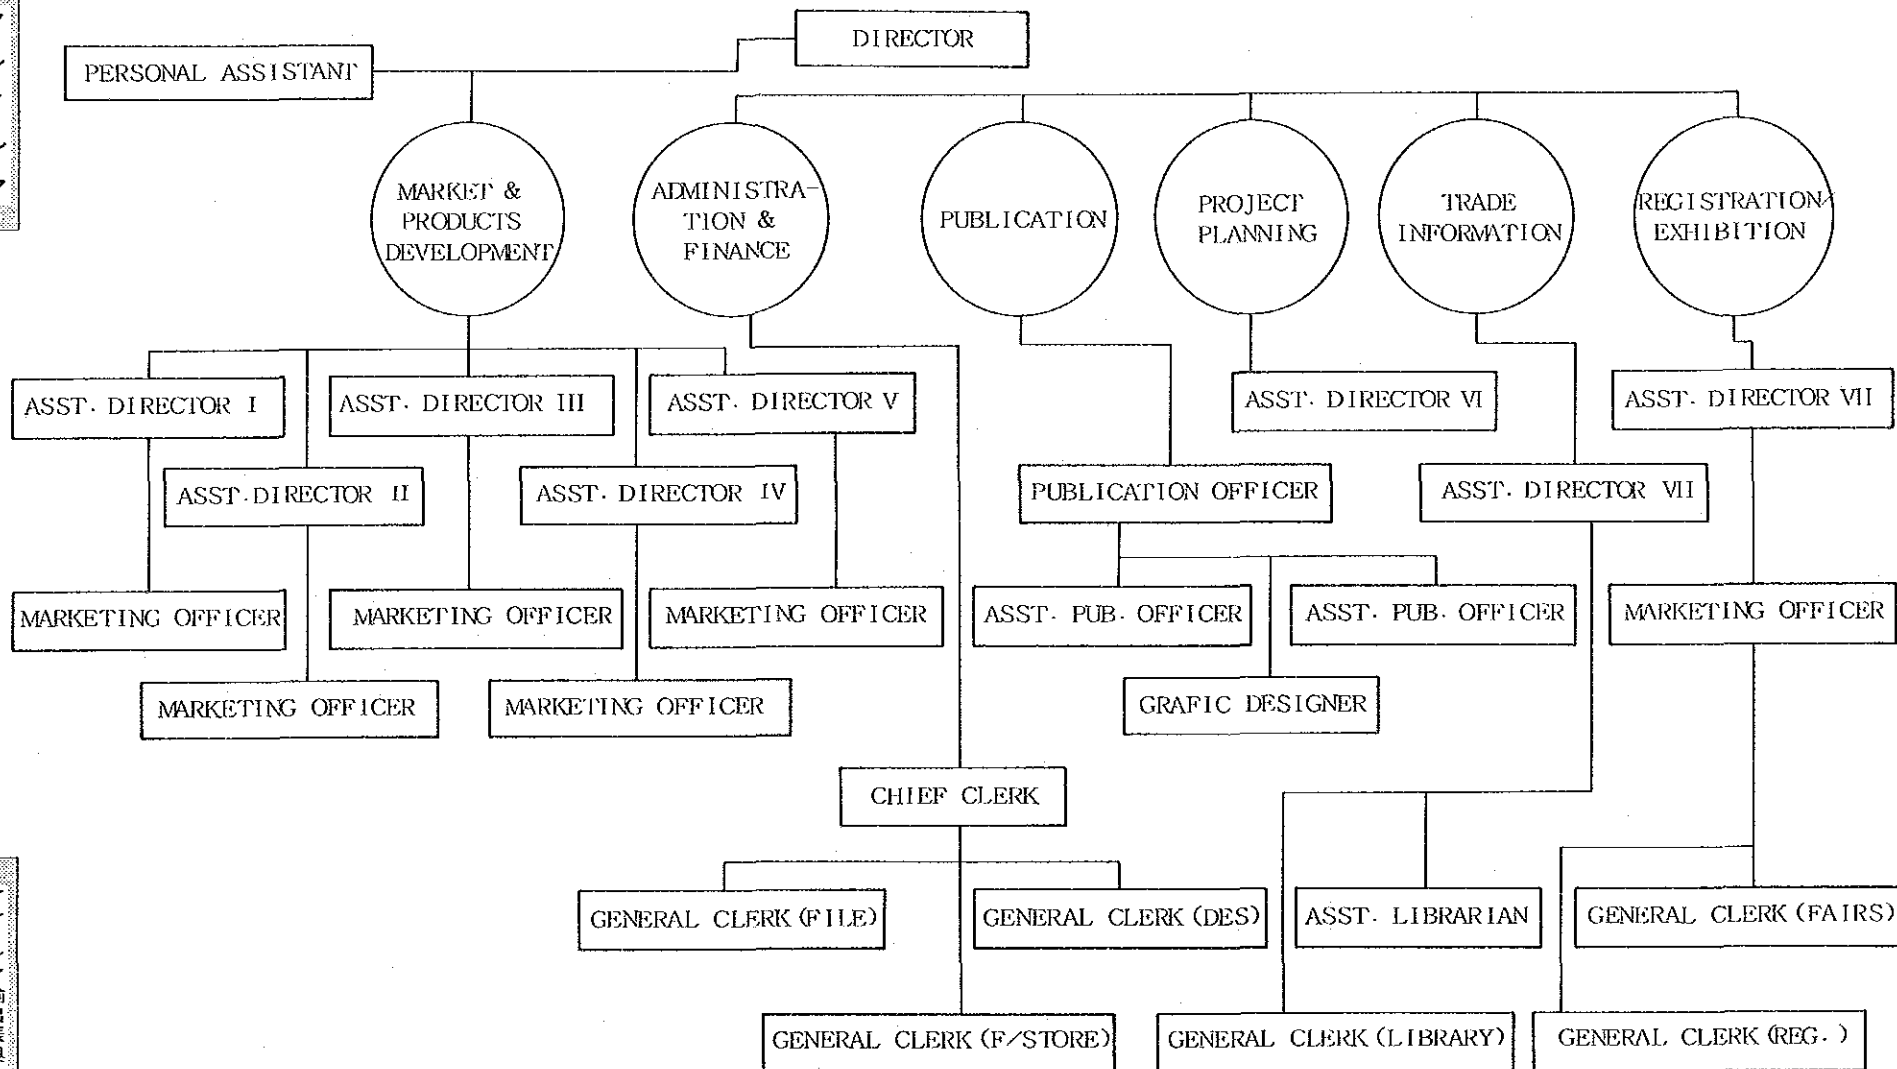 DIRECTOR
PERSONAL ASSISTANT
MARKET &
PRODUCTS
DEVELOPMENT
ADMINISTRA-
TION &
FINANCE
PUBLICATION
PROJECT
PLANNING
TRADE
INFORMATION
REGISTRATION/
EXHIBITION
ASST. DIRECTOR I
ASST. DIRECTOR III
ASST. DIRECTOR V
ASST. DIRECTOR VI
ASST. DIRECTOR VII
ASST. DIRECTOR II
ASST. DIRECTOR IV
PUBLICATION OFFICER
ASST. DIRECTOR VII
MARKETING OFFICER
MARKETING OFFICER
MARKETING OFFICER
ASST. PUB. OFFICER
ASST. PUB. OFFICER
MARKETING OFFICER
MARKETING OFFICER
MARKETING OFFICER
GRAFIC DESIGNER
CHIEF CLERK
GENERAL CLERK (FILE)
GENERAL CLERK (DES)
ASST. LIBRARIAN
GENERAL CLERK (FAIRS)
GENERAL CLERK (F/STORE)
GENERAL CLERK (LIBRARY)
GENERAL CLERK (REG.)